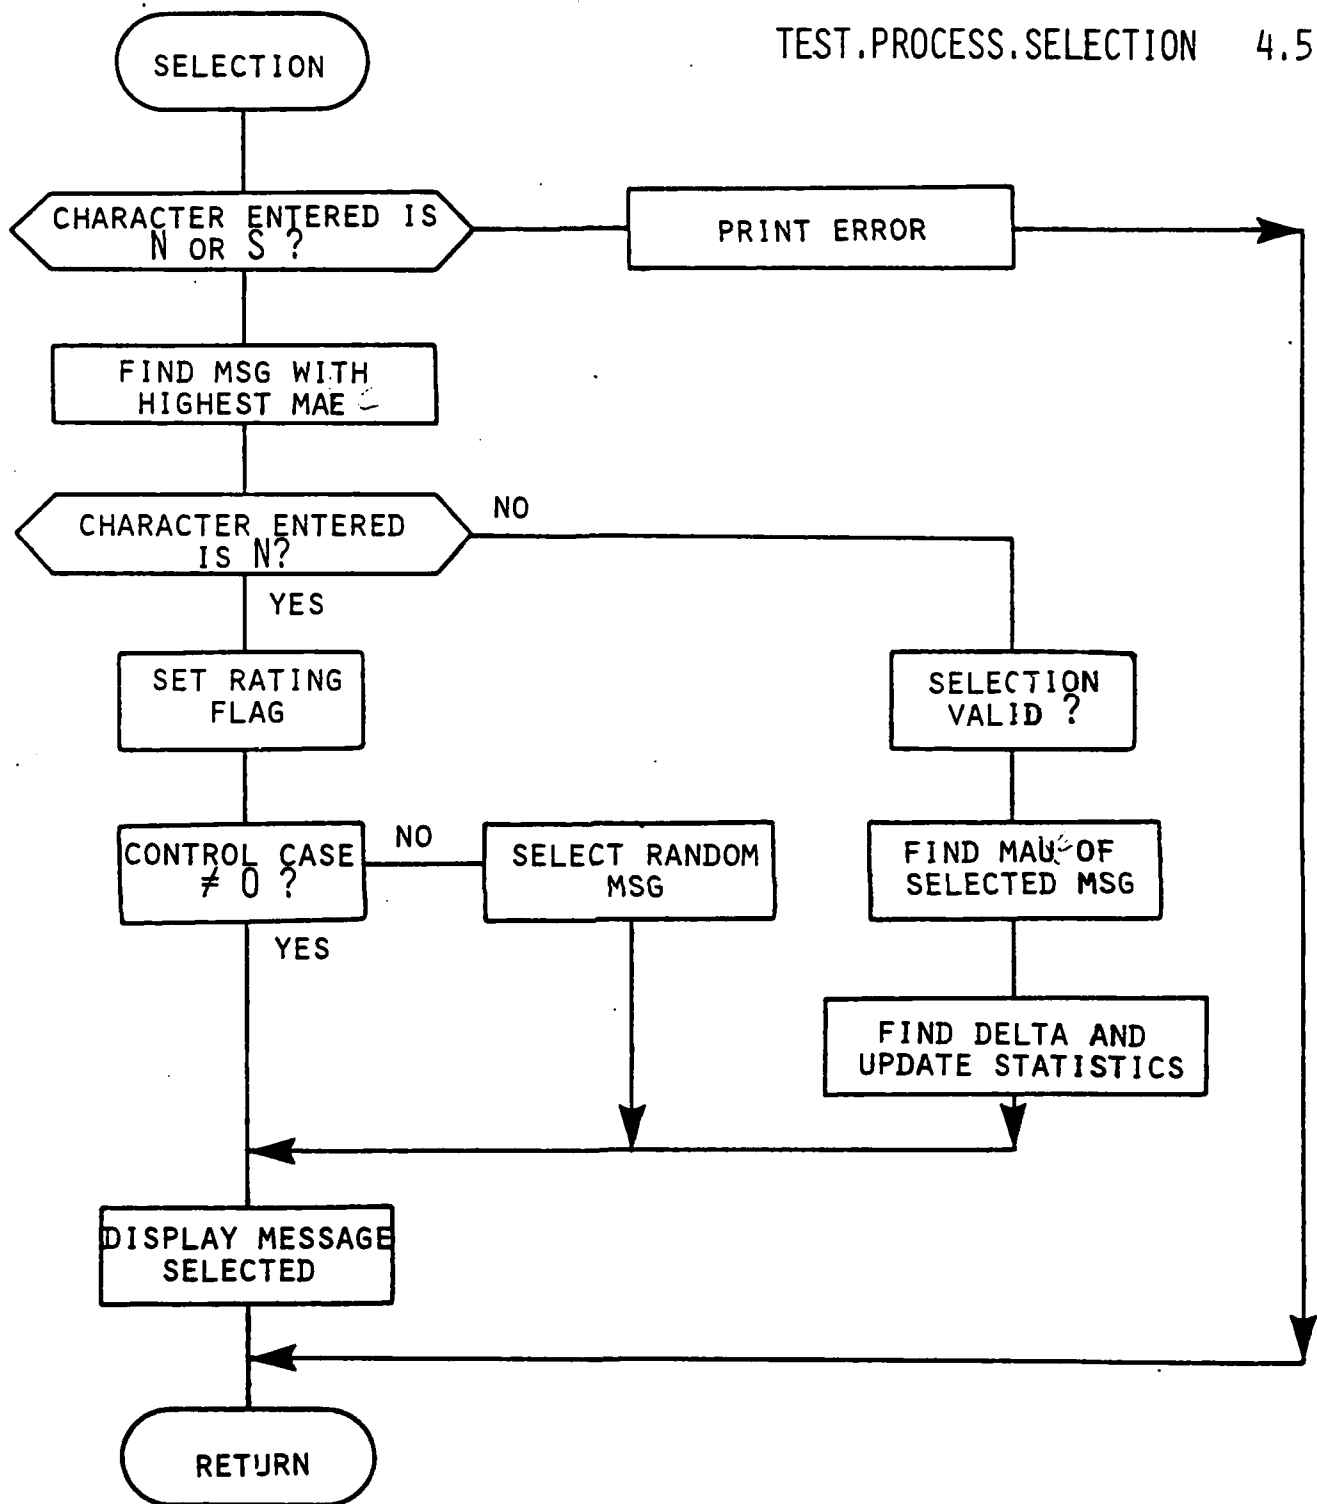 TEST.PROCESS.SELECTION 4.5
SELECTION
CHARACTER ENTERED IS
N OR S ?
PRINT ERROR
FIND MSG WITH
HIGHEST MAE
CHARACTER ENTERED
IS N?
NO
YES
SET RATING
FLAG
SELECTION
VALID ?
CONTROL CASE
≠ 0 ?
NO
SELECT RANDOM
MSG
FIND MAU OF
SELECTED MSG
YES
FIND DELTA AND
UPDATE STATISTICS
DISPLAY MESSAGE
SELECTED
RETURN